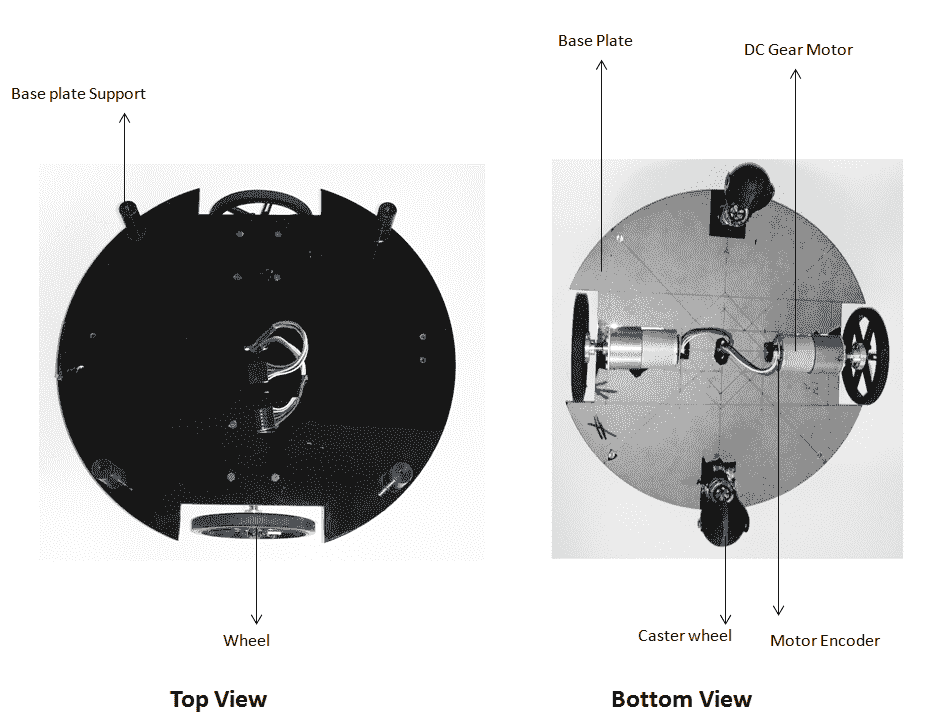 Base Plate
DC Gear Motor
Base plate Support
Wheel
Caster wheel
Motor Encoder
Top View
Bottom View